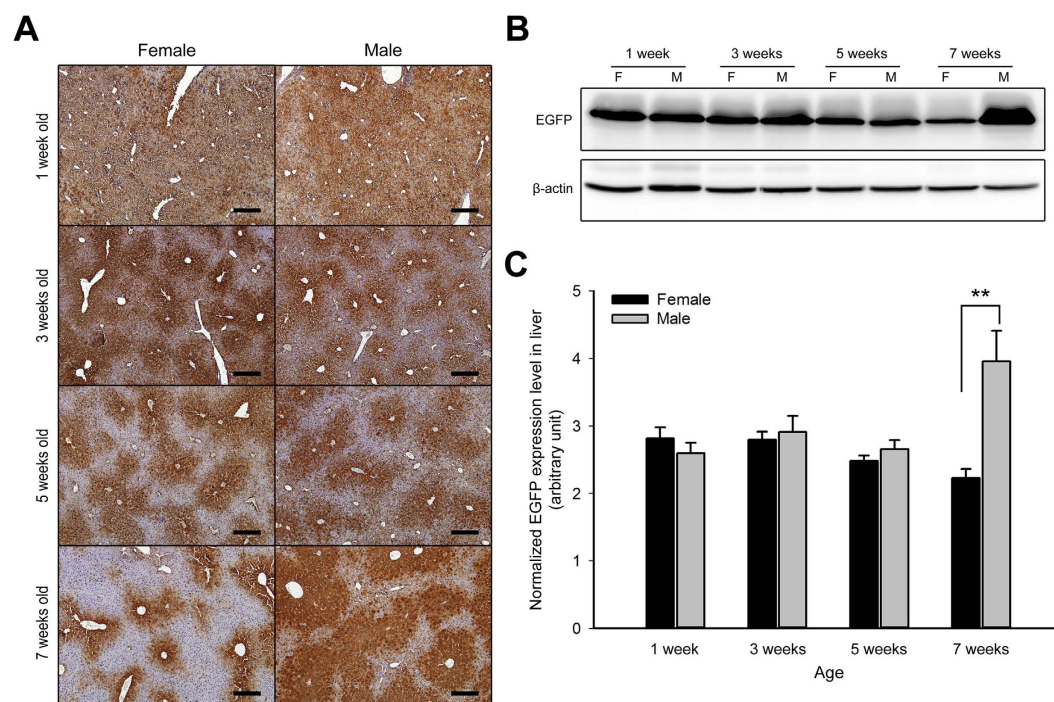 A
Female
Male
1 week old
3 weeks old
5 weeks old
7 weeks old
B
1 week
3 weeks
5 weeks
7 weeks
F
M
F
M
F
M
F
M
EGFP
β-actin
C
Normalized EGFP expression level in liver
(arbitrary unit)
5
4
3
2
1
0
Female
Male
**
1 week
3 weeks
5 weeks
7 weeks
Age